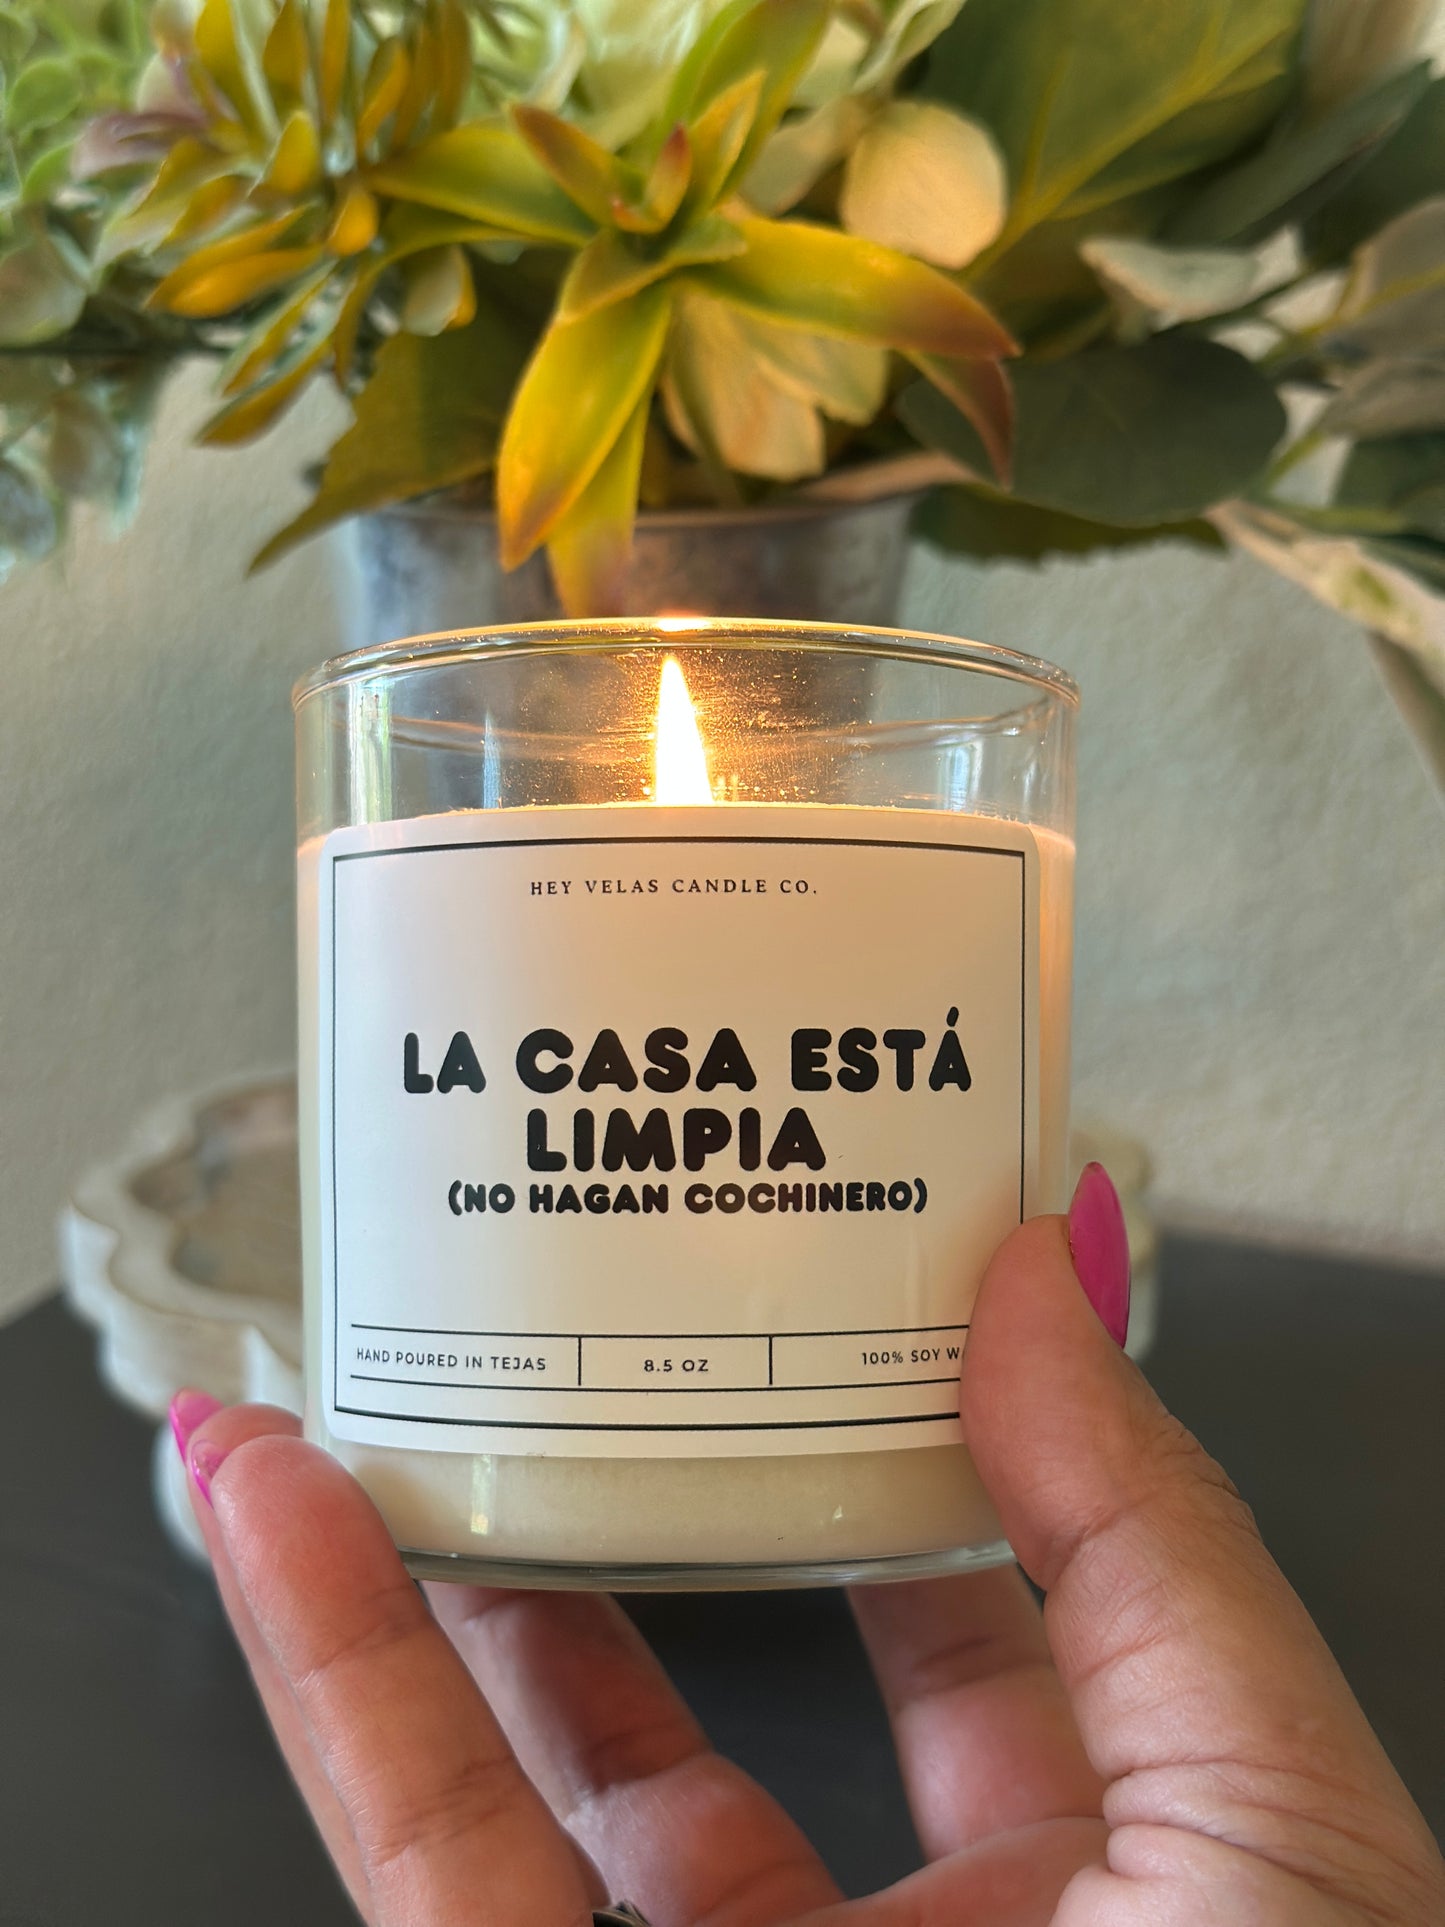 HEY VELAS CANDLE CO.
LA CASA ESTÁ
LIMPIA
(NO HAGAN COCHINERO)
HAND POURED IN TEJAS
8.5 OZ
100% SOY